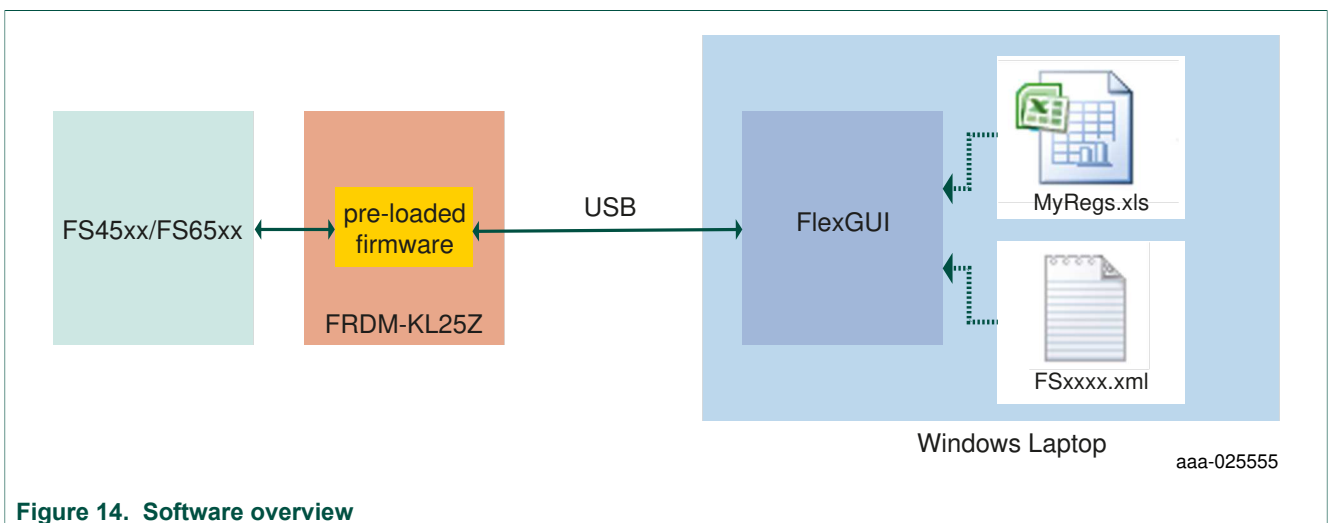 FS45xx/FS65xx
pre-loaded
firmware
FRDM-KL25Z
USB
FlexGUI
MyRegs.xls
FSxxxx.xml
Windows Laptop
aaa-025555
Figure 14. Software overview